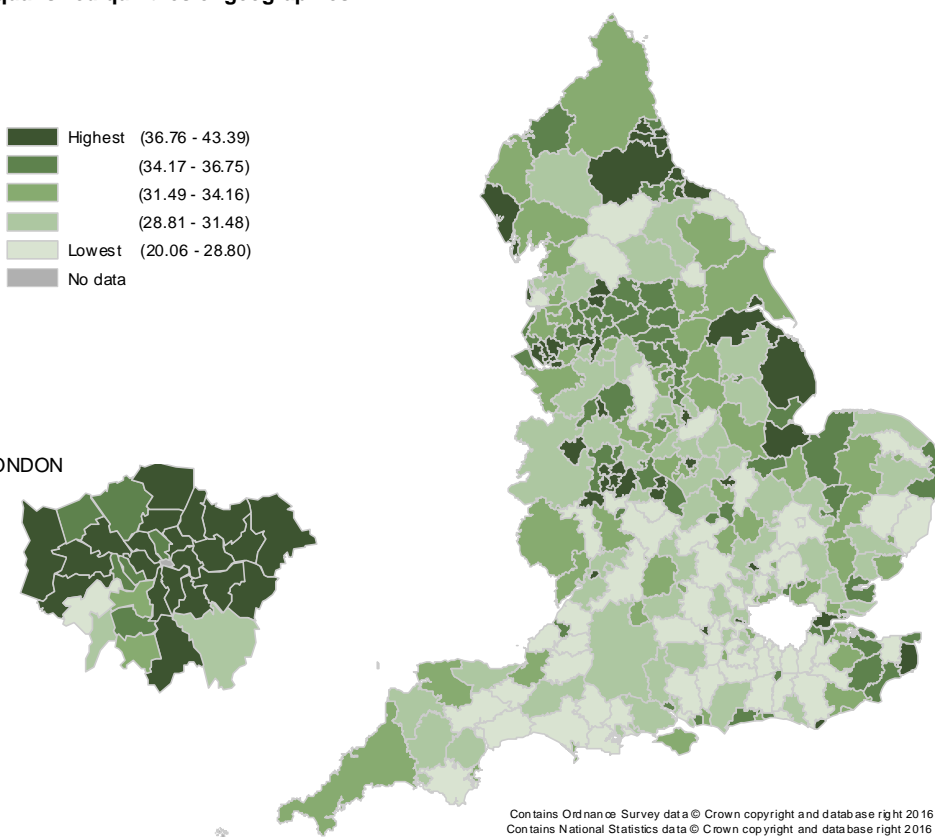 Highest (36.76 - 43.39)
(34.17 - 36.75)
(31.49 - 34.16)
(28.81 - 31.48)
Lowest (20.06 - 28.80)
No data
ONDON
Contains Ordnance Survey data © Crown copyright and database right 2016
Contains National Statistics data © Crown copyright and database right 2016